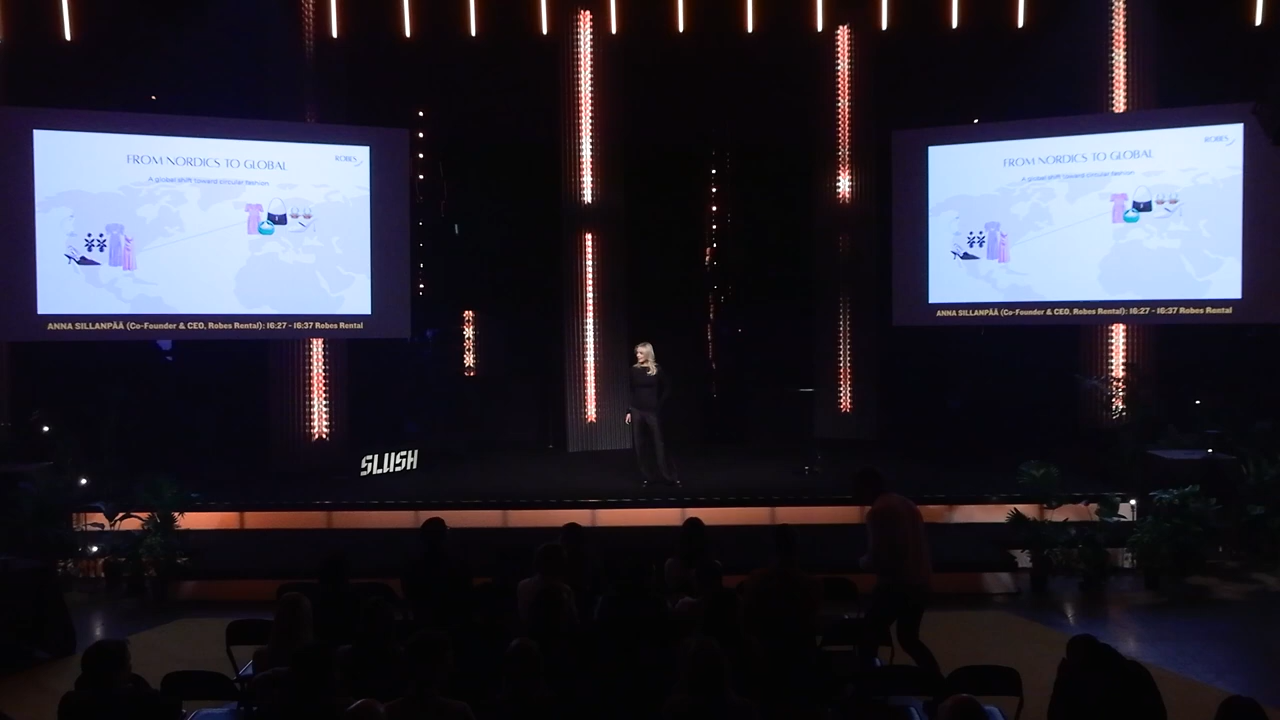 FROM NORDICS TO GLOBAL
ROBES
A global shift toward circular fashion
ANNA SILLANPÄÄ (Co-Founder & CEO, Robes Rental): 16:27 - 16:37 Robes Rental
FROM NORDICS TO GLOBAL
ROBES
A global shift toward circular fashion
ANNA SILLANPÄÄ (Co-Founder & CEO, Robes Rental): 16:27 - 16:37 Robes Rental
SLUSH